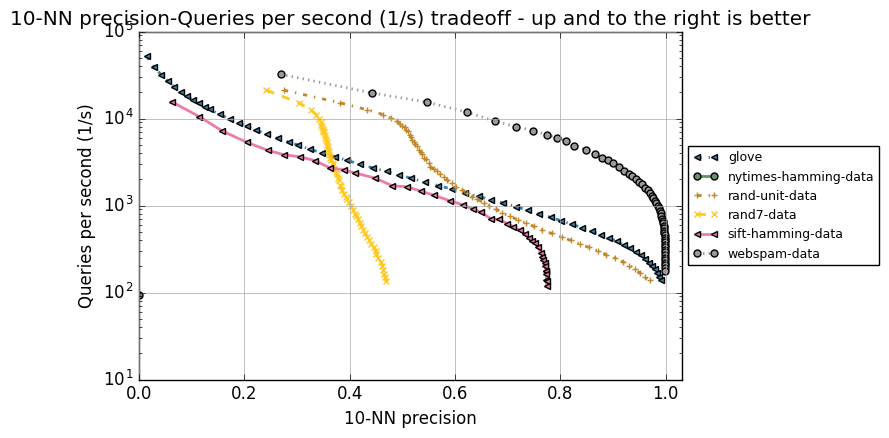 10-NN precision-Queries per second (1/s) tradeoff - up and to the right is better
10^5
10^4
10^3
10^2
10^1
Queries per second (1/s)
0.0 0.2 0.4 0.6 0.8 1.0
10-NN precision
glove
nytimes-hamming-data
rand-unit-data
rand7-data
sift-hamming-data
webspam-data